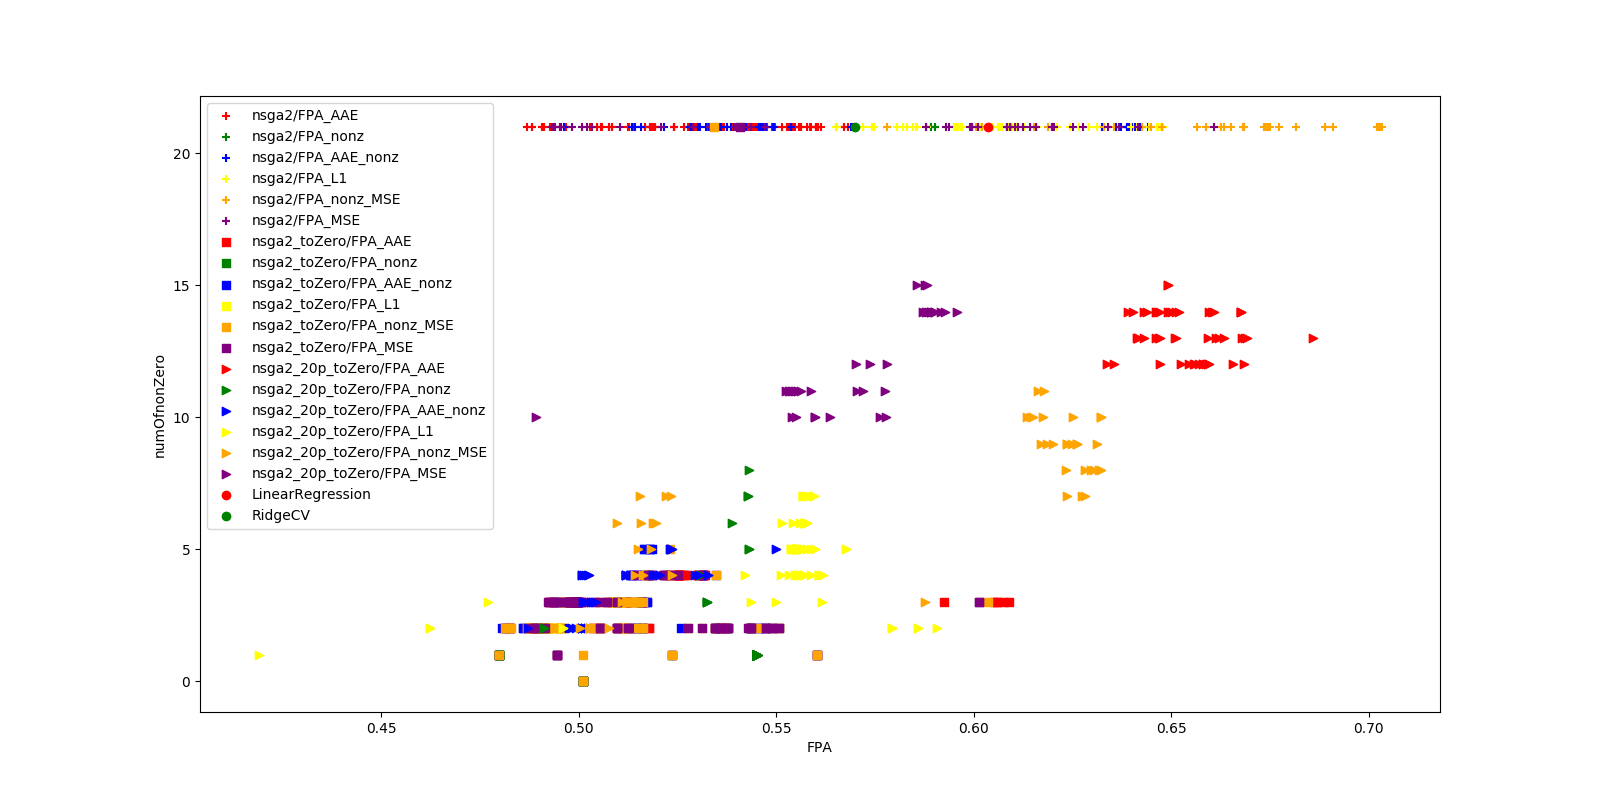 nsga2/FPA_AAE
nsga2/FPA_nonz
nsga2/FPA_AAE_nonz
nsga2/FPA_L1
nsga2/FPA_nonz_MSE
nsga2/FPA_MSE
nsga2_toZero/FPA_AAE
nsga2_toZero/FPA_nonz
nsga2_toZero/FPA_AAE_nonz
nsga2_toZero/FPA_L1
nsga2_toZero/FPA_nonz_MSE
nsga2_toZero/FPA_MSE
nsga2_20p_toZero/FPA_AAE
nsga2_20p_toZero/FPA_nonz
nsga2_20p_toZero/FPA_AAE_nonz
nsga2_20p_toZero/FPA_L1
nsga2_20p_toZero/FPA_nonz_MSE
nsga2_20p_toZero/FPA_MSE
LinearRegression
RidgeCV
numOfnonZero
20
15
10
5
0
0.45 0.50 0.55 0.60 0.65 0.70
FPA